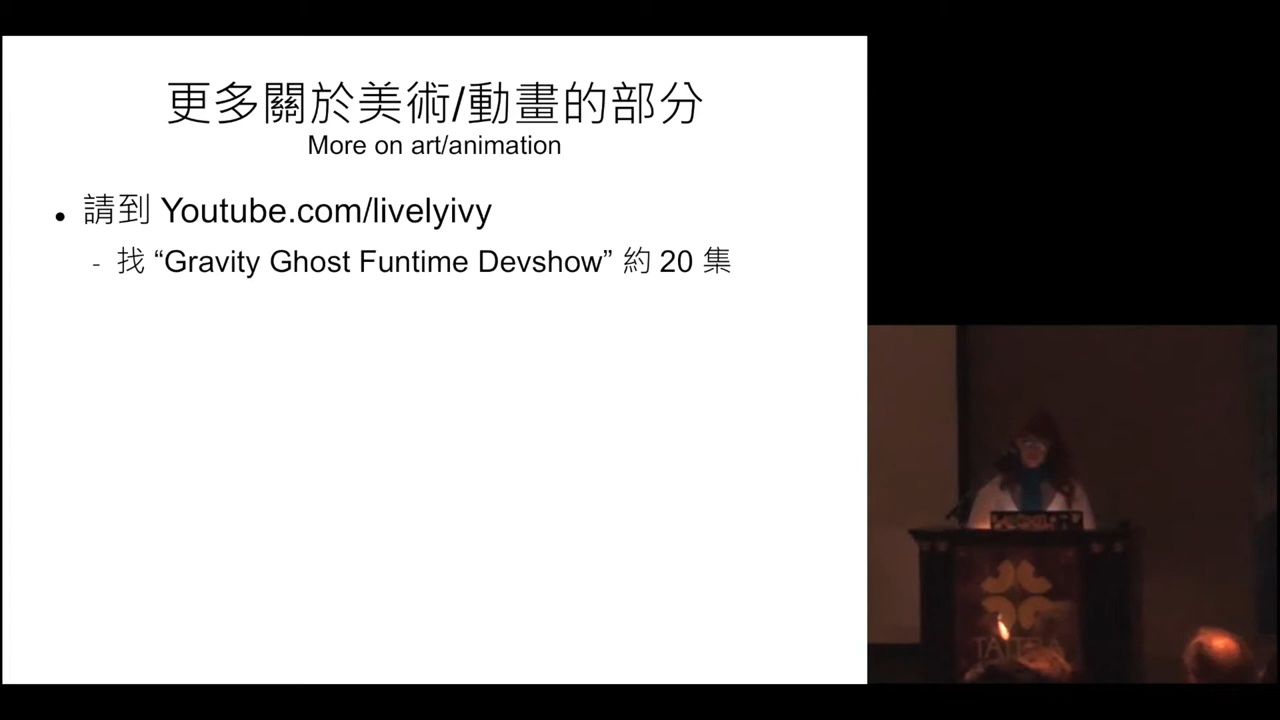 更多關於美術/動畫的部分
More on art/animation
● 請到 Youtube.com/livelyivy
- 找 “Gravity Ghost Funtime Devshow” 約 20 集
TAITRA